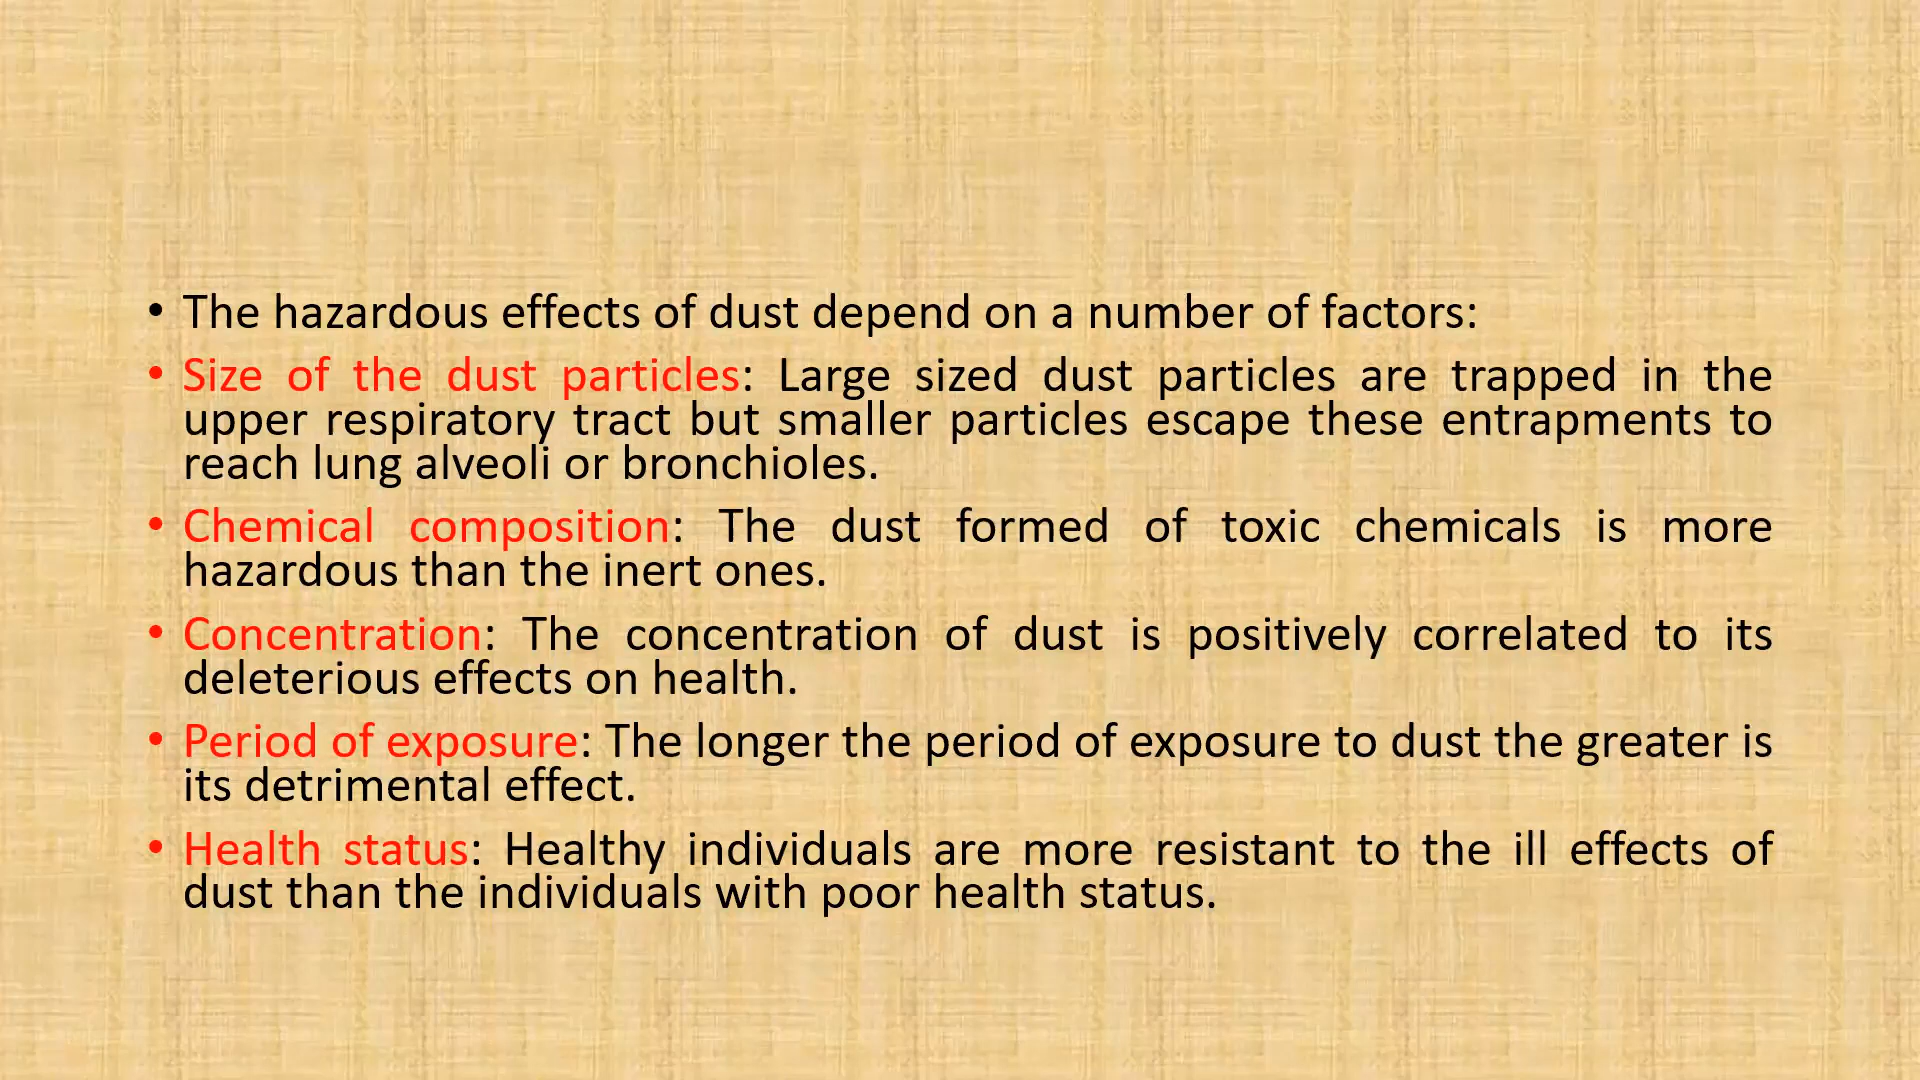 • The hazardous effects of dust depend on a number of factors:
• Size of the dust particles: Large sized dust particles are trapped in the
upper respiratory tract but smaller particles escape these entrapments to
reach lung alveoli or bronchioles.
• Chemical composition: The dust formed of toxic chemicals is more
hazardous than the inert ones.
• Concentration: The concentration of dust is positively correlated to its
deleterious effects on health.
• Period of exposure: The longer the period of exposure to dust the greater is
its detrimental effect.
• Health status: Healthy individuals are more resistant to the ill effects of
dust than the individuals with poor health status.